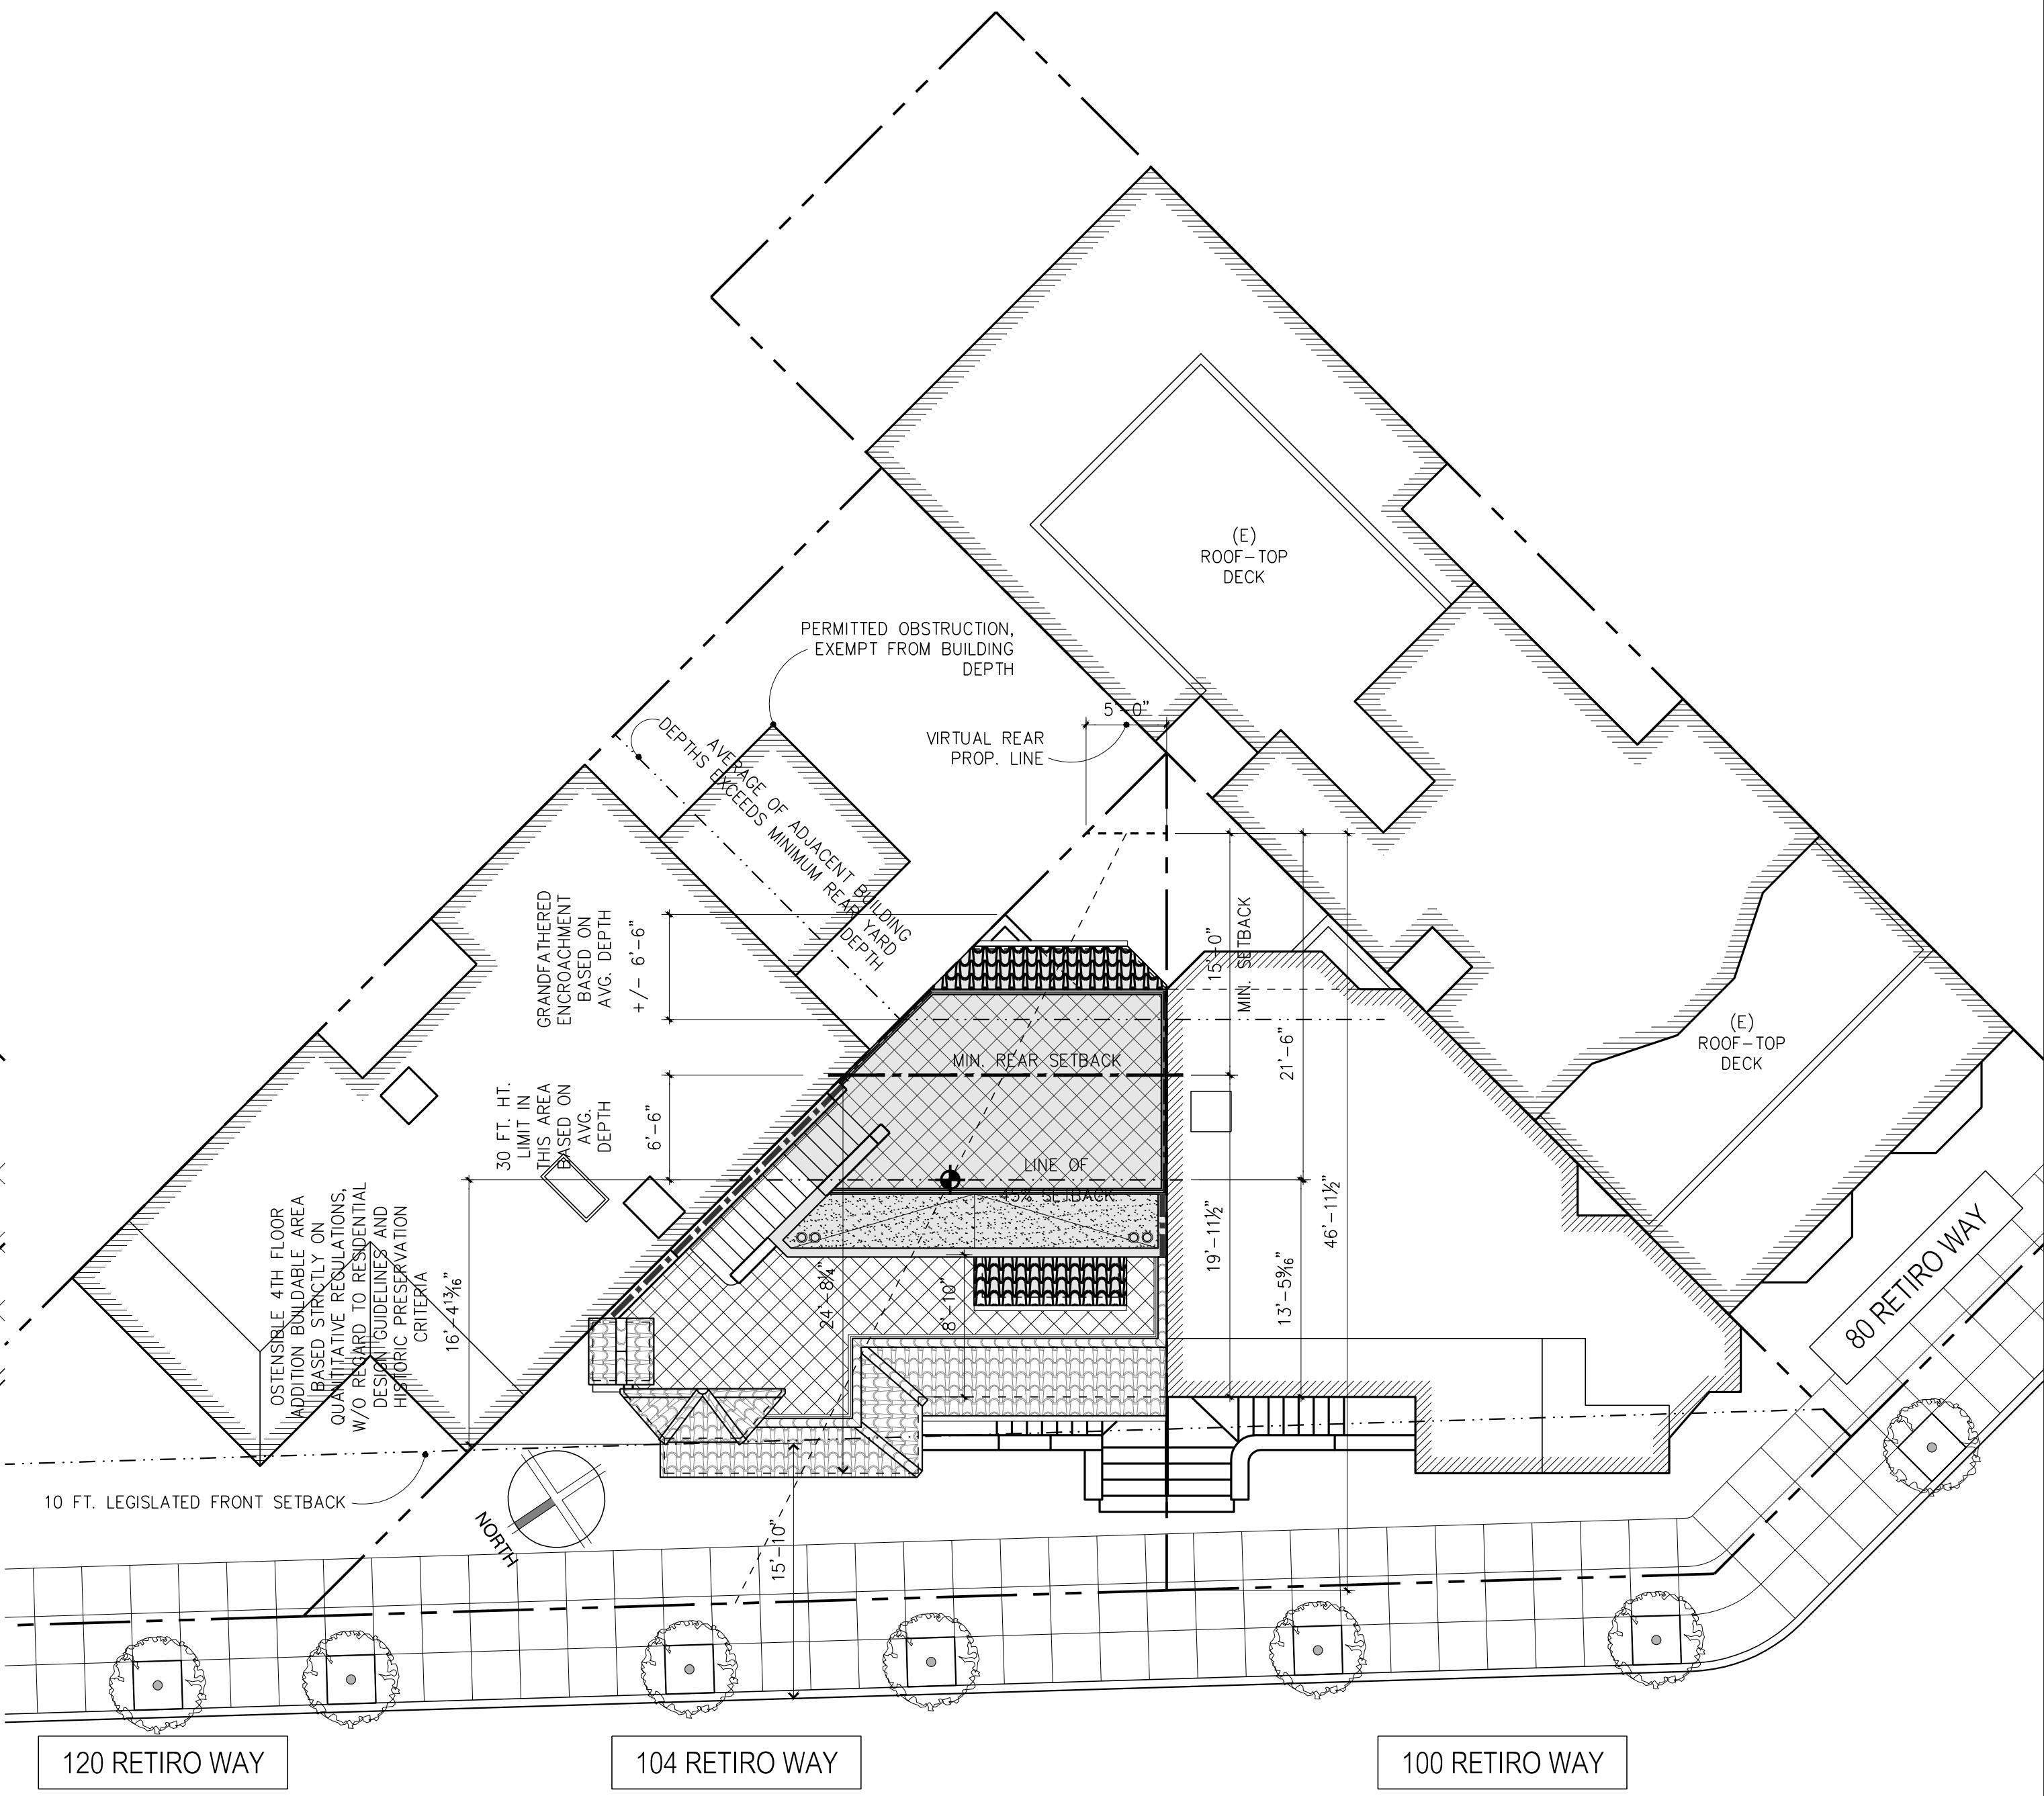 (E)
ROOF-TOP
DECK
PERMITTED OBSTRUCTION,
EXEMPT FROM BUILDING
DEPTH
5'-0"
VIRTUAL REAR
PROP. LINE
AVERAGE OF ADJACENT BUILDING
DEPTHS EXCEEDS MINIMUM REAR YARD
DEPTH
GRANDFATHERED
ENCROACHMENT
BASED ON
AVG. DEPTH
+/- 6'-6"
15'-0"
MIN. SETBACK
(E)
ROOF-TOP
DECK
MIN. REAR SETBACK
21'-6"
30 FT. HT.
LIMIT IN
THIS AREA
BASED ON
AVG.
DEPTH
6'-6"
LINE OF
45% SETBACK
OSTENSIBLE 4TH FLOOR
ADDITION BUILDABLE AREA
BASED STRICTLY ON
QUANTITATIVE REGULATIONS,
W/O REGARD TO RESIDENTIAL
DESIGN GUIDELINES AND
HISTORIC PRESERVATION
CRITERIA
16'-4 13/16"
24'-8 1/4"
8'-10"
19'-11½"
13'-5 9/16"
46'-11½"
80 RETIRO WAY
10 FT. LEGISLATED FRONT SETBACK
NORTH
15'-10"
120 RETIRO WAY
104 RETIRO WAY
100 RETIRO WAY